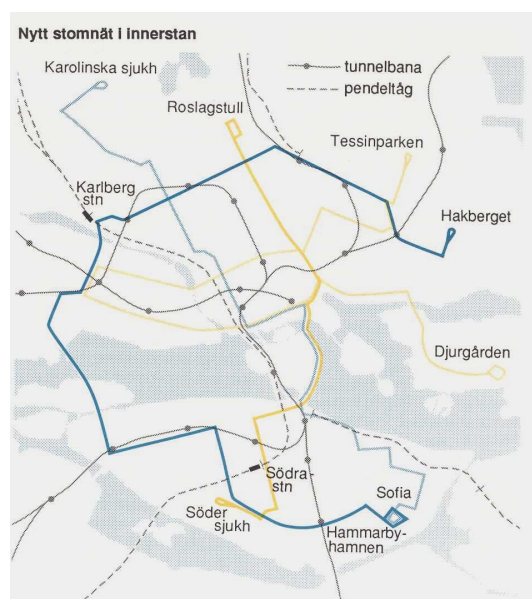 Nytt stomnät i innerstan
Karolinska sjukh
tunnelbana
pendeltåg
Roslagstull
Tessinparken
Karlberg
stn
Hakberget
Djurgården
Södra-
stn
Söder
sjukh
Sofia
Hammarby-
hamnen